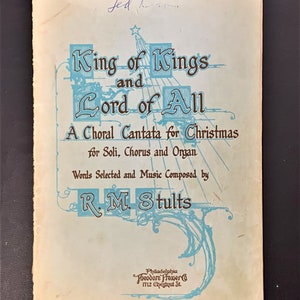 King of Kings
and
Lord of All
A Choral Cantata for Christmas
for Soli, Chorus and Organ
Words Selected and Music Composed by
R. M. Stults
Philadelphia
Theodore Presser Co
1712 Chestnut St.